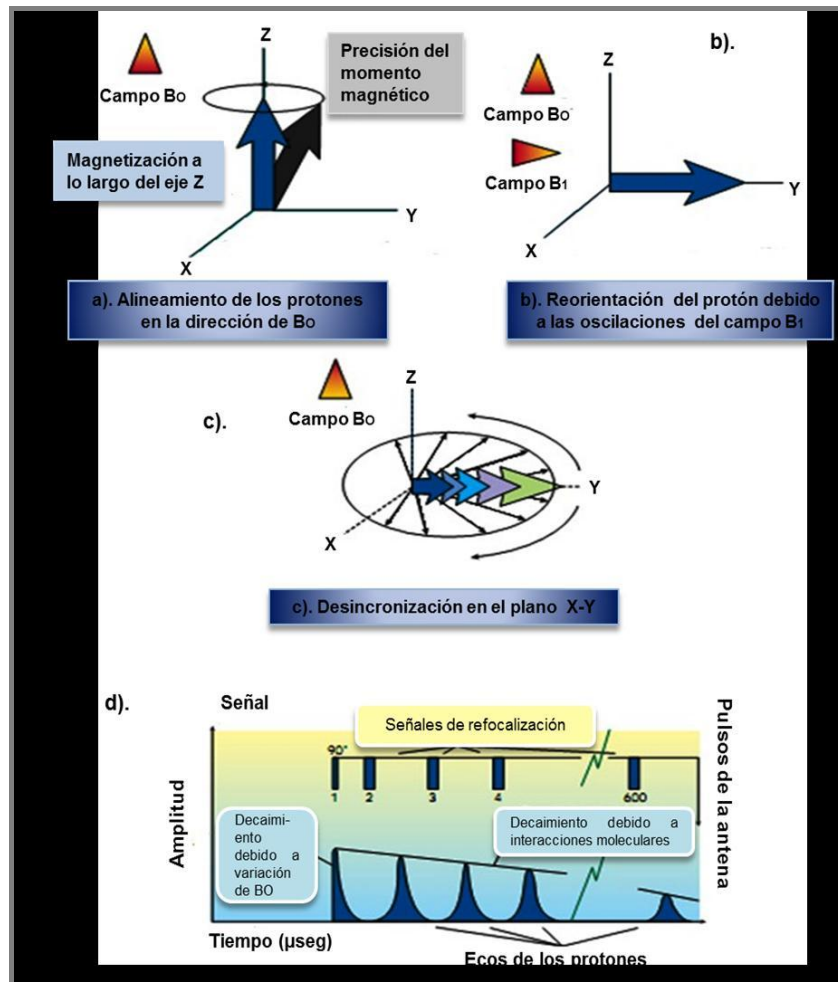 Z
Campo BO
Precisión del
momento
magnético
Magnetización a
lo largo del eje Z
Y
X
a). Alineamiento de los protones
en la dirección de BO
b).
Z
Campo BO
Campo B1
Y
X
b). Reorientación del protón debido
a las oscilaciones del campo B1
c).
Campo BO
Z
Y
X
c). Desincronización en el plano X-Y
d).
Señal
Señales de refocalización
90°
1 2 3 4 600
Decaimi-
ento
debido a
variación
de BO
Decaimiento debido a
interacciones moleculares
Amplitud
Pulsos de la antena
Tiempo (μseg)
Ecos de los protones